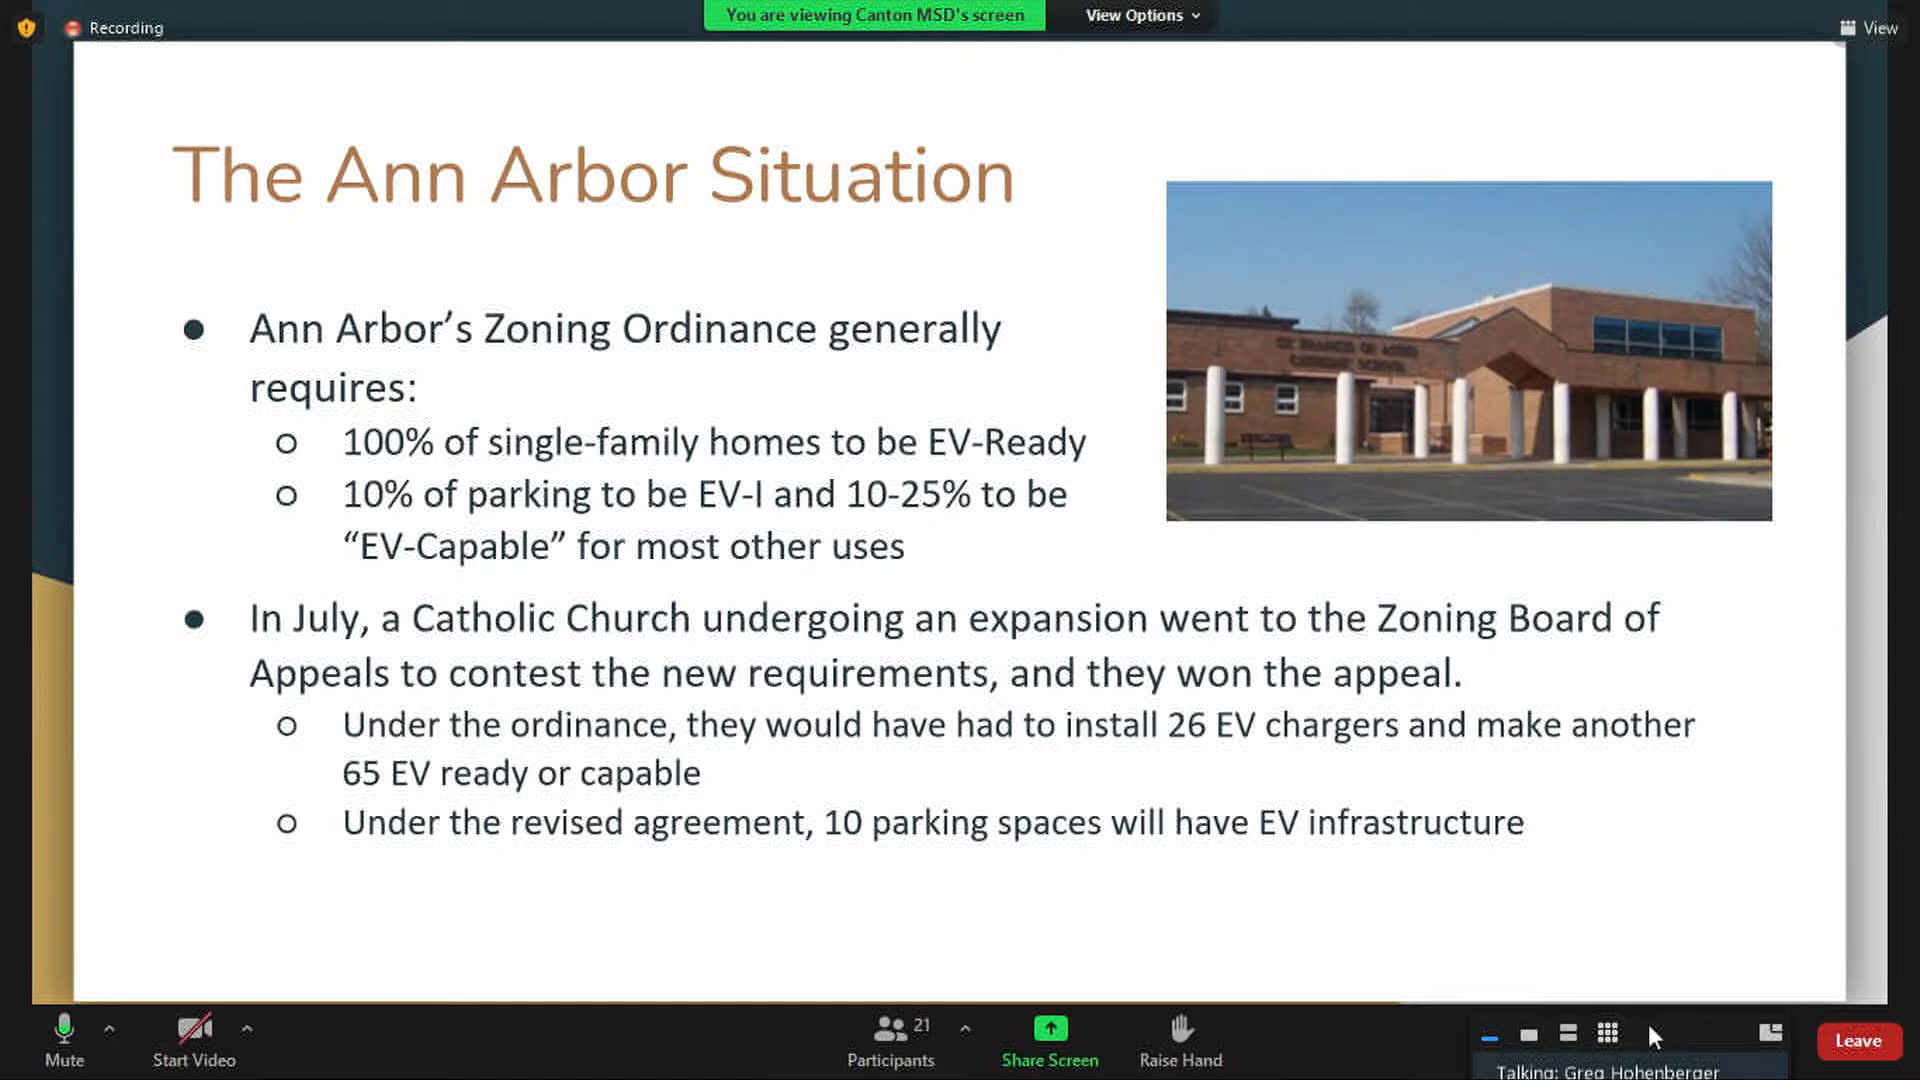 You are viewing Canton MSD's screen
View Options
Recording
View
The Ann Arbor Situation
ST. FRANCIS OF ASSISI
CATHOLIC SCHOOL
● Ann Arbor’s Zoning Ordinance generally
requires:
○ 100% of single-family homes to be EV-Ready
○ 10% of parking to be EV-I and 10-25% to be
“EV-Capable” for most other uses
● In July, a Catholic Church undergoing an expansion went to the Zoning Board of
Appeals to contest the new requirements, and they won the appeal.
○ Under the ordinance, they would have had to install 26 EV chargers and make another
65 EV ready or capable
○ Under the revised agreement, 10 parking spaces will have EV infrastructure
Mute
Start Video
21
Participants
Share Screen
Raise Hand
Leave
Talking: Greg Hohenberger